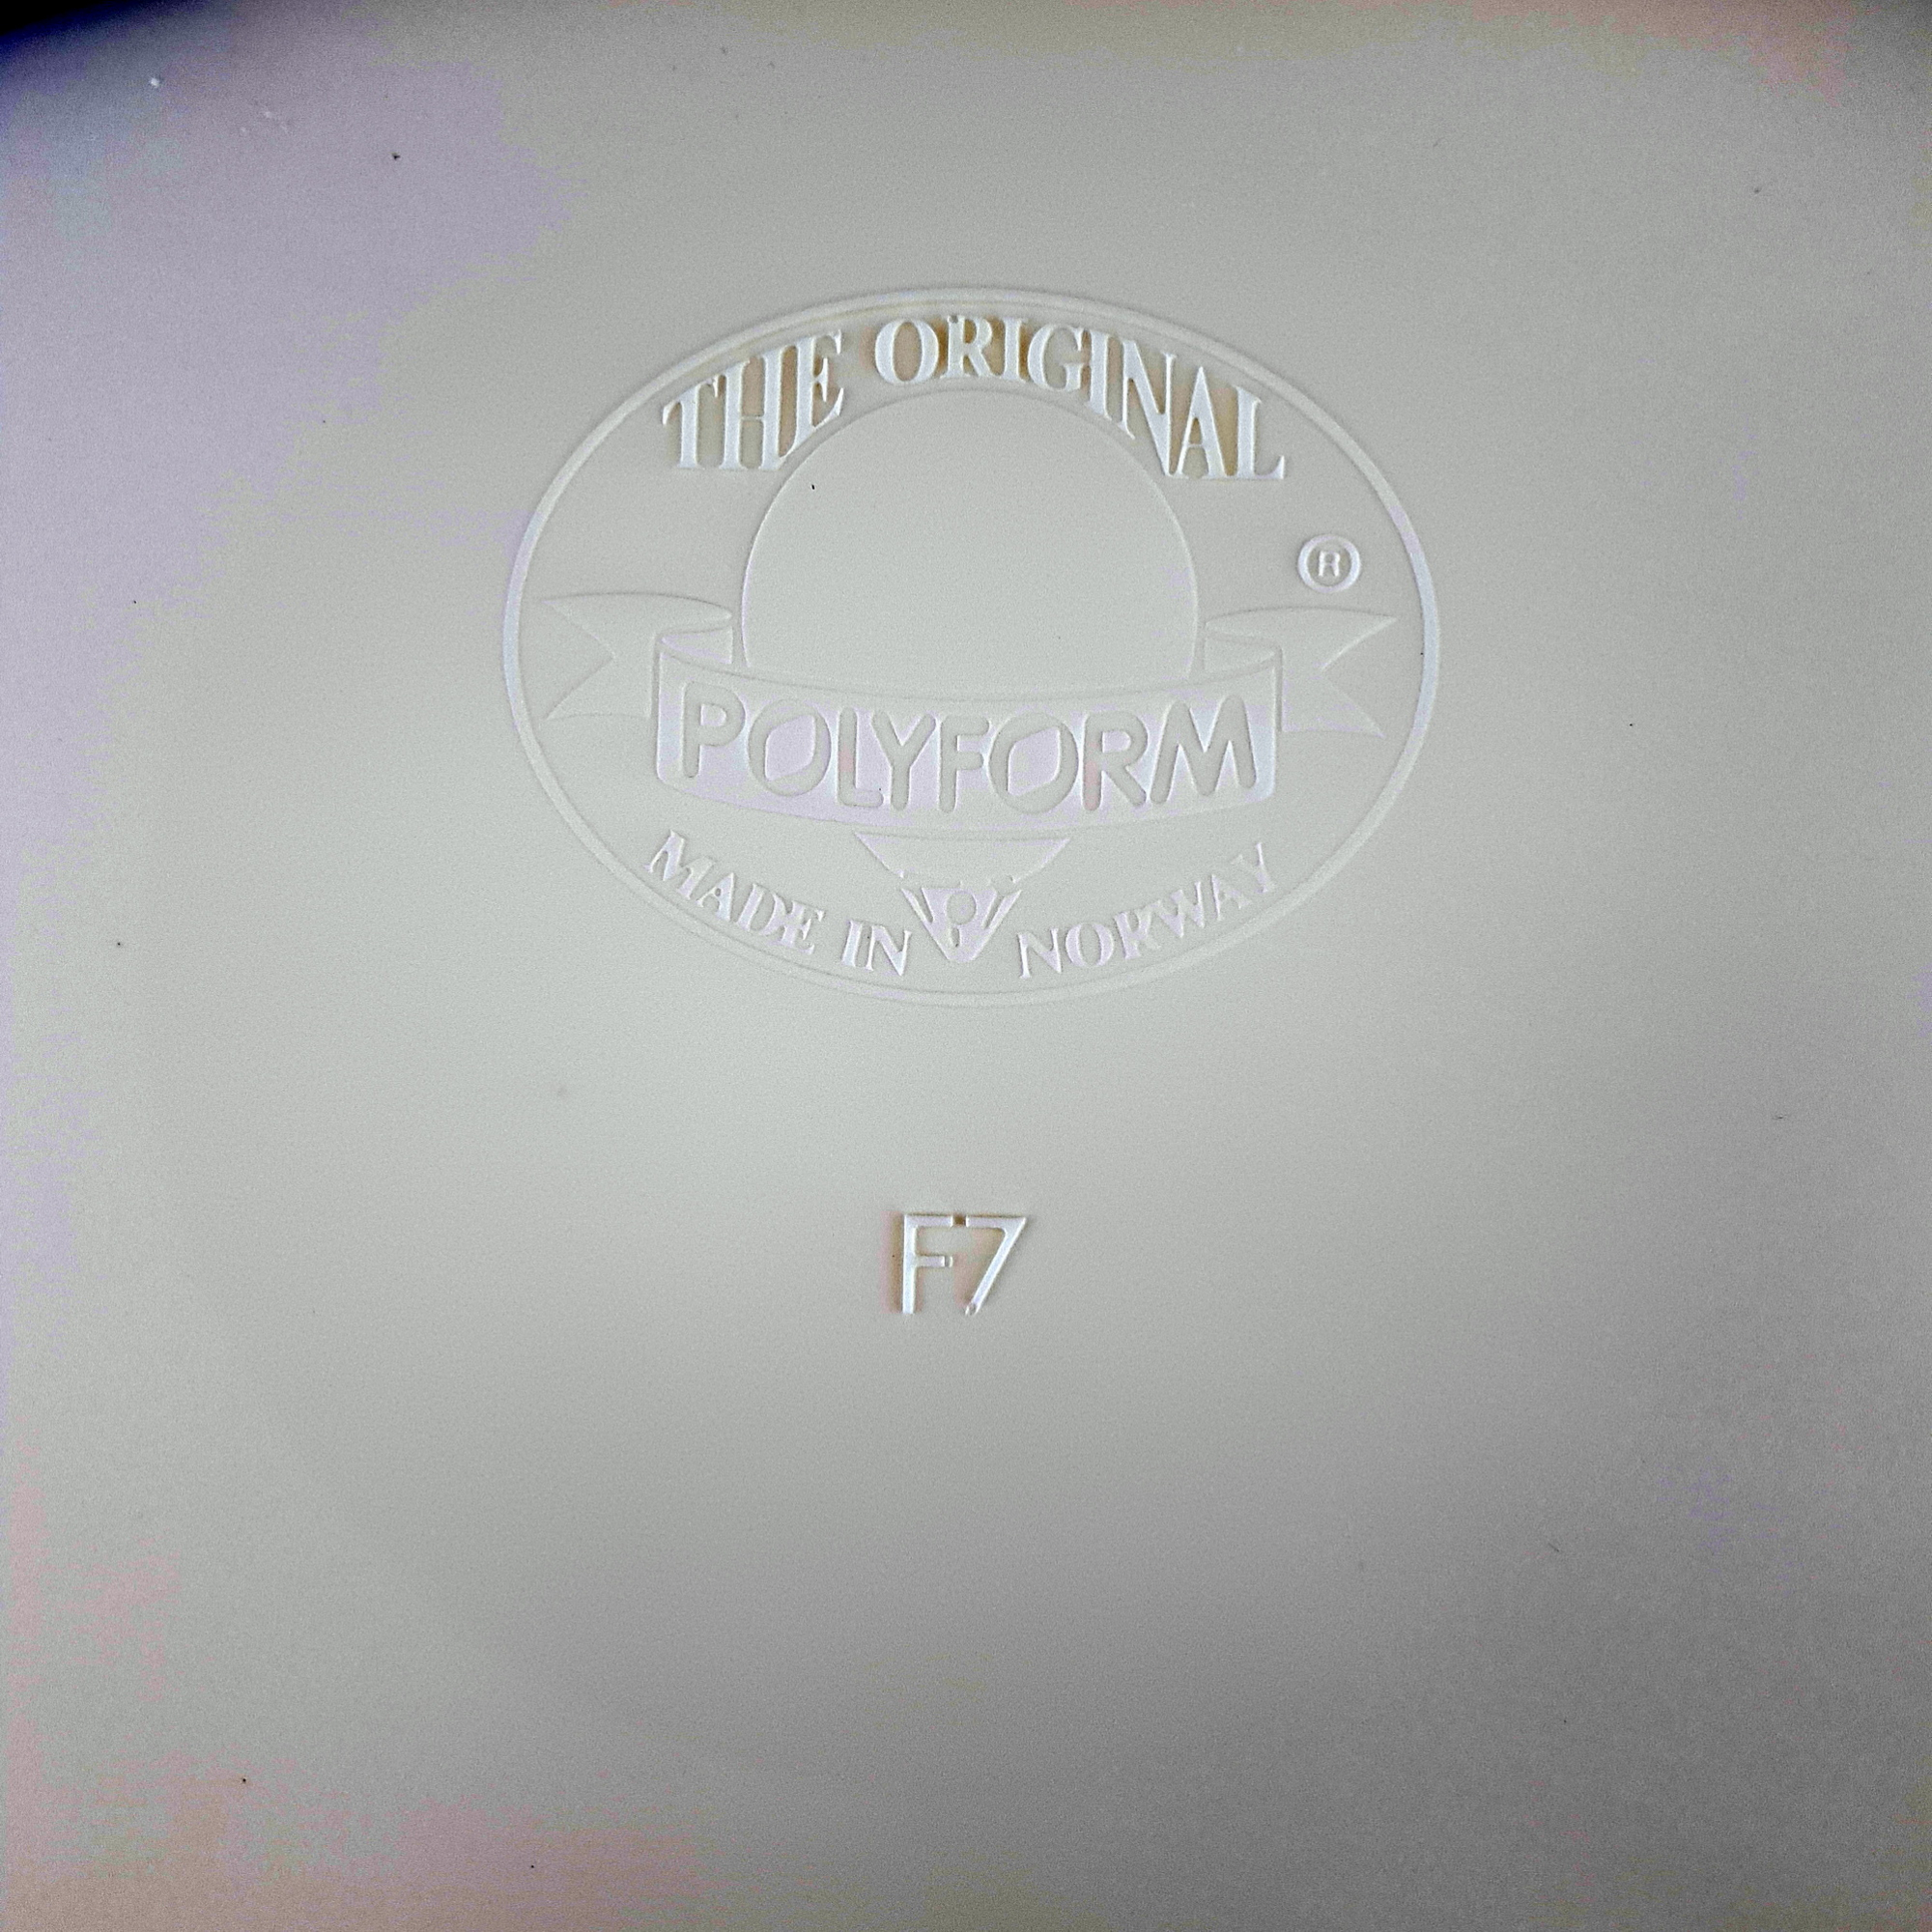 THE ORIGINAL
®
POLYFORM
MADE IN NORWAY
F7